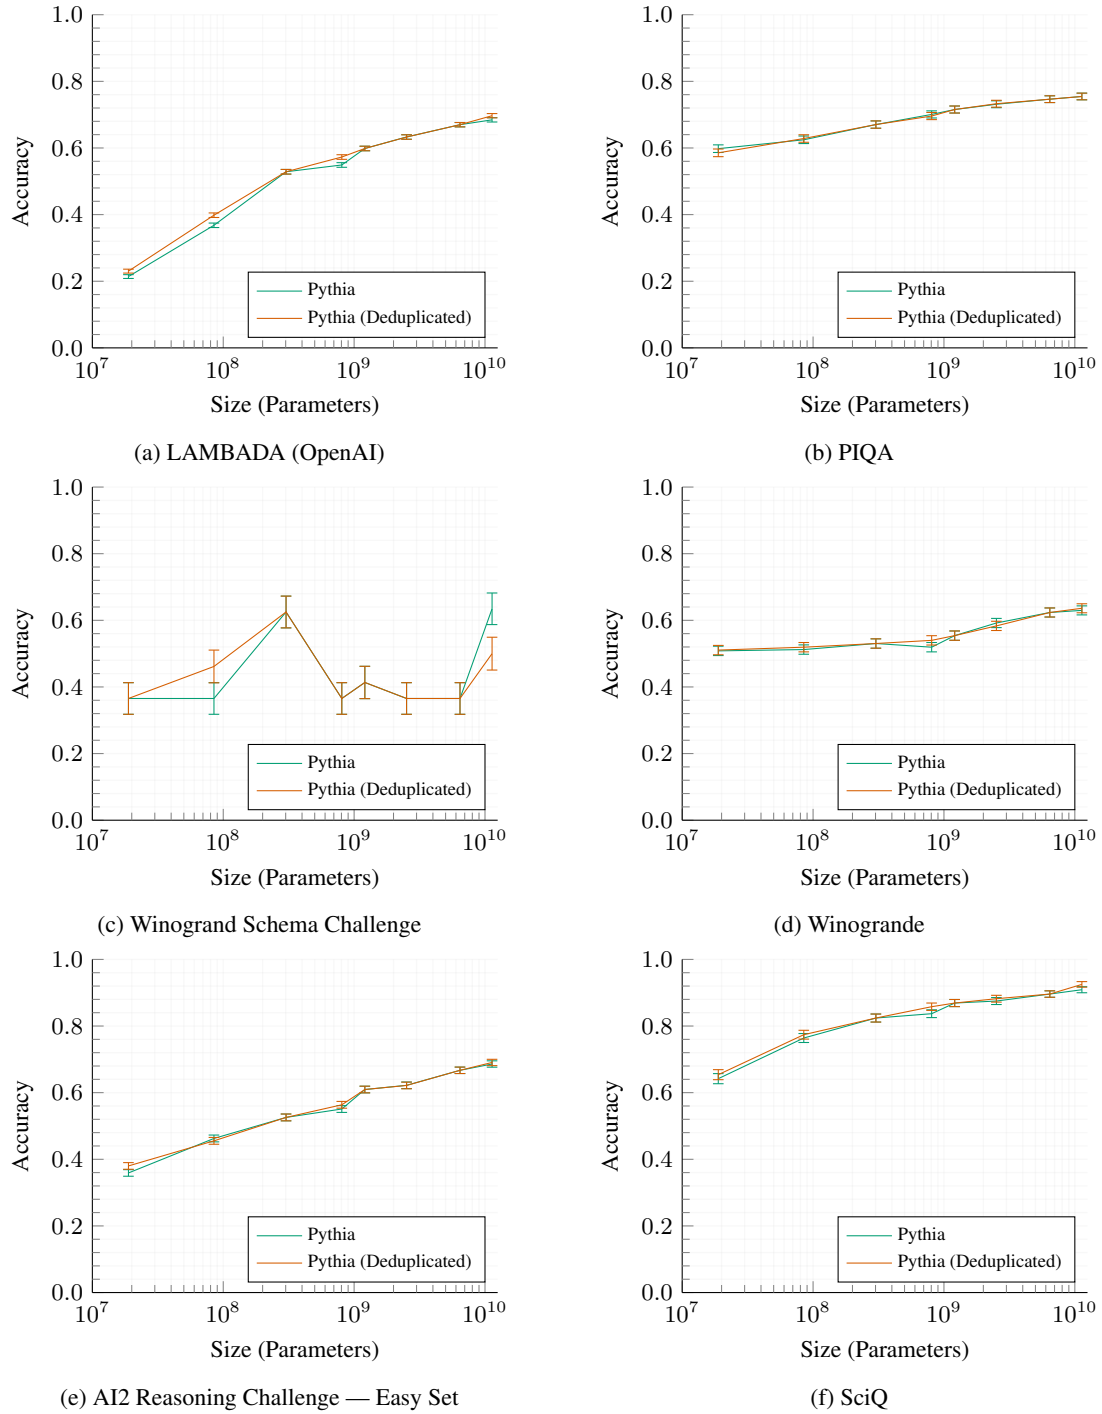 1.0
0.8
0.6
0.4
0.2
0.0
Accuracy
Pythia
Pythia (Deduplicated)
10^7 10^8 10^9 10^10
Size (Parameters)
(a) LAMBADA (OpenAI)
1.0
0.8
0.6
0.4
0.2
0.0
Accuracy
Pythia
Pythia (Deduplicated)
10^7 10^8 10^9 10^10
Size (Parameters)
(b) PIQA
1.0
0.8
0.6
0.4
0.2
0.0
Accuracy
Pythia
Pythia (Deduplicated)
10^7 10^8 10^9 10^10
Size (Parameters)
(c) Winogrand Schema Challenge
1.0
0.8
0.6
0.4
0.2
0.0
Accuracy
Pythia
Pythia (Deduplicated)
10^7 10^8 10^9 10^10
Size (Parameters)
(d) Winogrande
1.0
0.8
0.6
0.4
0.2
0.0
Accuracy
Pythia
Pythia (Deduplicated)
10^7 10^8 10^9 10^10
Size (Parameters)
(e) AI2 Reasoning Challenge — Easy Set
1.0
0.8
0.6
0.4
0.2
0.0
Accuracy
Pythia
Pythia (Deduplicated)
10^7 10^8 10^9 10^10
Size (Parameters)
(f) SciQ